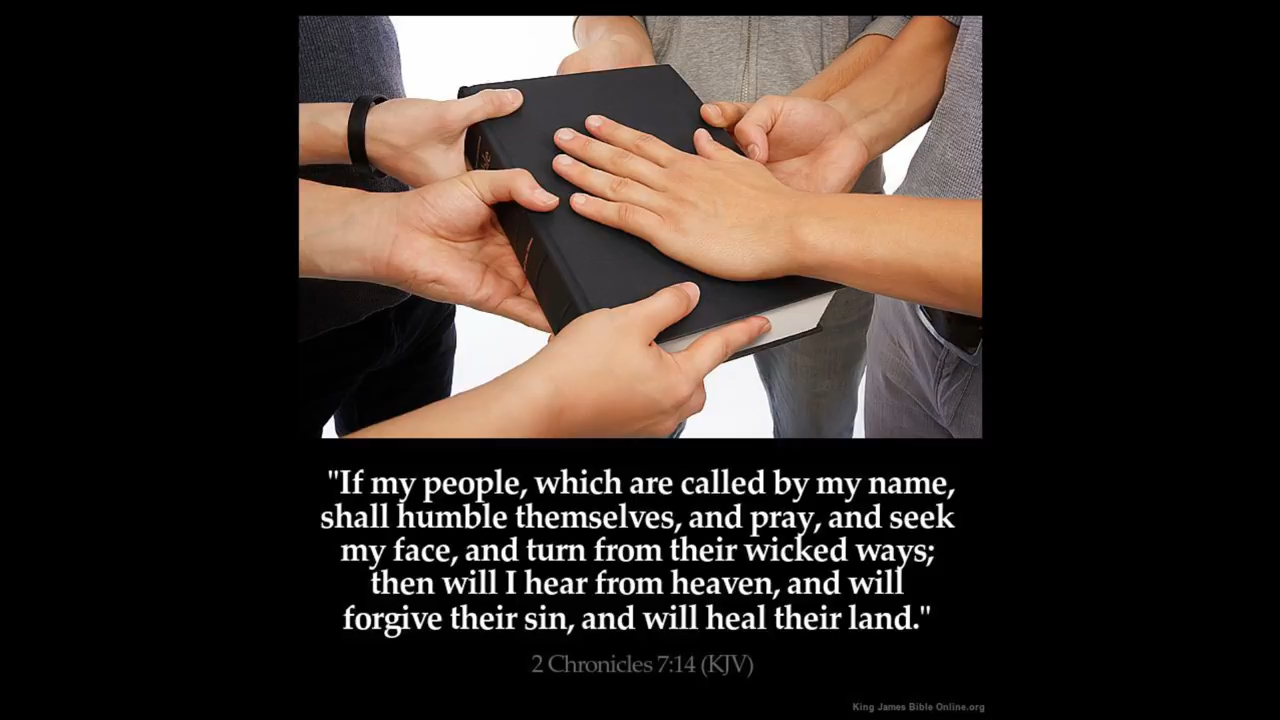 "If my people, which are called by my name,
shall humble themselves, and pray, and seek
my face, and turn from their wicked ways;
then will I hear from heaven, and will
forgive their sin, and will heal their land."
2 Chronicles 7:14 (KJV)
King James Bible Online.org